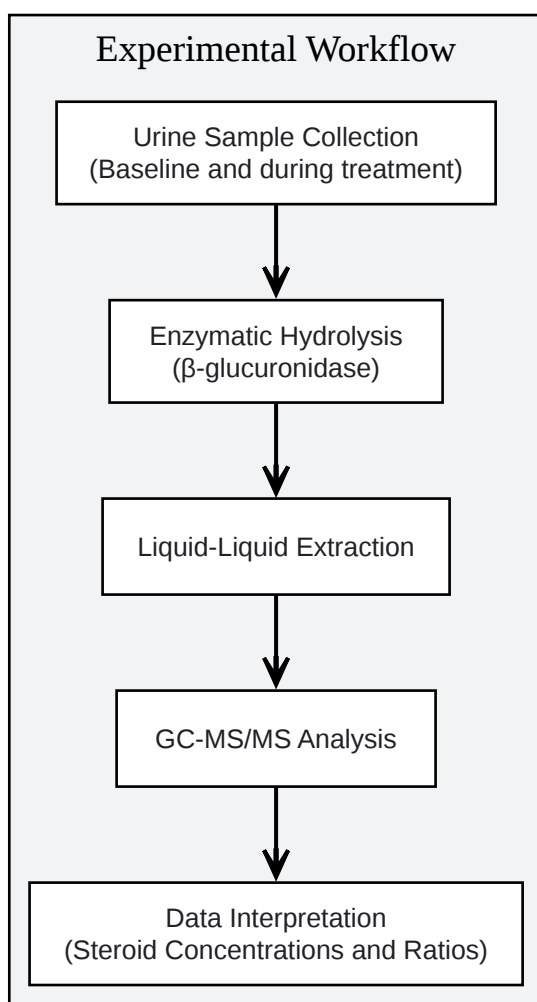 Experimental Workflow
Urine Sample Collection
(Baseline and during treatment)
Enzymatic Hydrolysis
(β-glucuronidase)
Liquid-Liquid Extraction
GC-MS/MS Analysis
Data Interpretation
(Steroid Concentrations and Ratios)